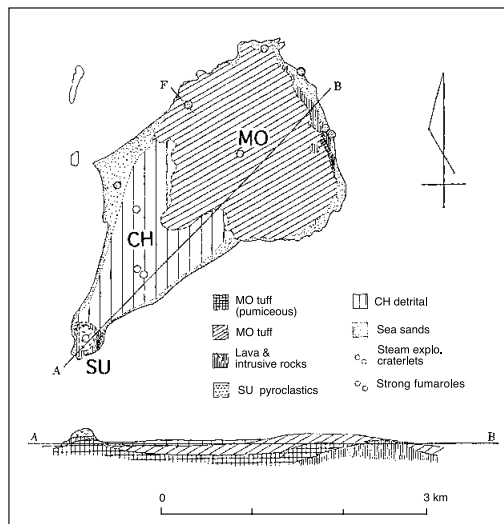 F
B
MO
CH
A
SU
MO tuff
(pumiceous)
MO tuff
Lava &
intrusive rocks
SU pyroclastics
CH detrital
Sea sands
Steam explo.
craterlets
Strong fumaroles
A
B
0
3 km